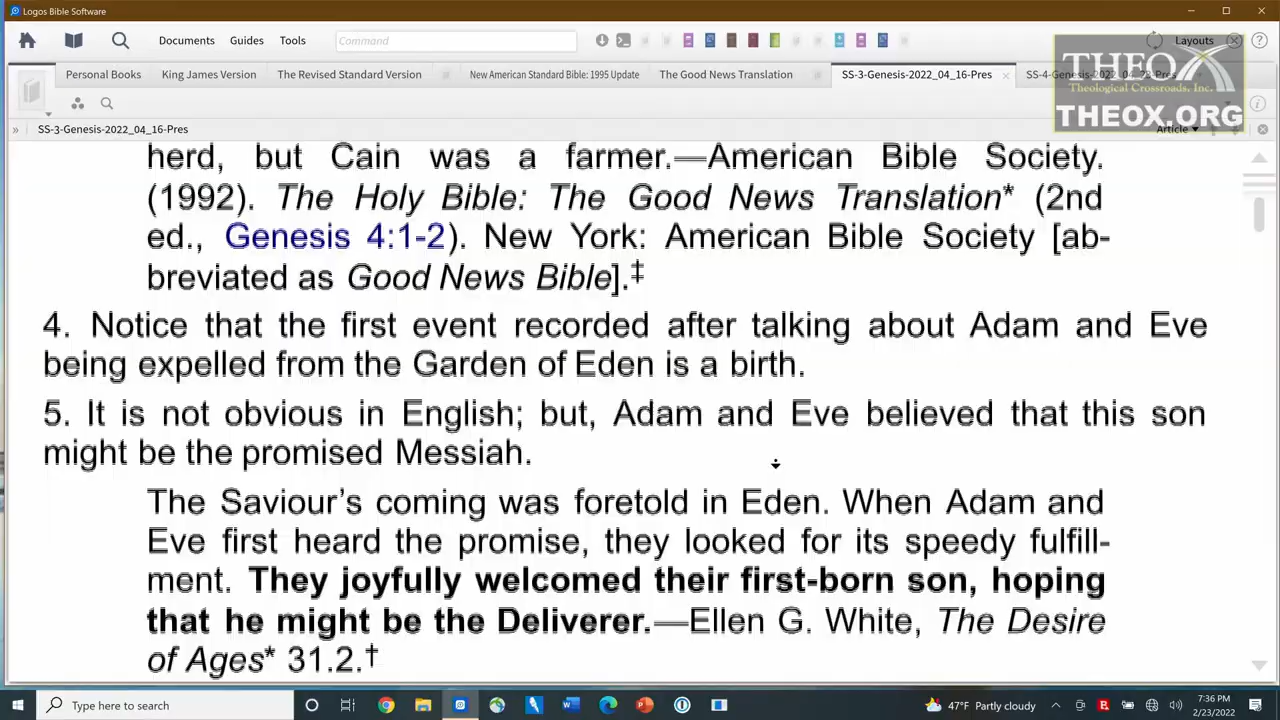 Logos Bible Software
Documents Guides Tools Command Layouts
THEOX
Theological Crossroads, Inc.
THEOX.ORG
Personal Books King James Version The Revised Standard Version New American Standard Bible: 1995 Update The Good News Translation SS-3-Genesis-2022_04_16-Pres SS-4-Genesis-2022_04_23-Pres
SS-3-Genesis-2022_04_16-Pres Article
herd, but Cain was a farmer.—American Bible Society.
(1992). The Holy Bible: The Good News Translation* (2nd
ed., Genesis 4:1-2). New York: American Bible Society [ab-
breviated as Good News Bible].‡
4. Notice that the first event recorded after talking about Adam and Eve
being expelled from the Garden of Eden is a birth.
5. It is not obvious in English; but, Adam and Eve believed that this son
might be the promised Messiah.
The Saviour's coming was foretold in Eden. When Adam and
Eve first heard the promise, they looked for its speedy fulfill-
ment. They joyfully welcomed their first-born son, hoping
that he might be the Deliverer.—Ellen G. White, The Desire
of Ages* 31.2.†
Type here to search
47°F Partly cloudy
7:36 PM
2/23/2022